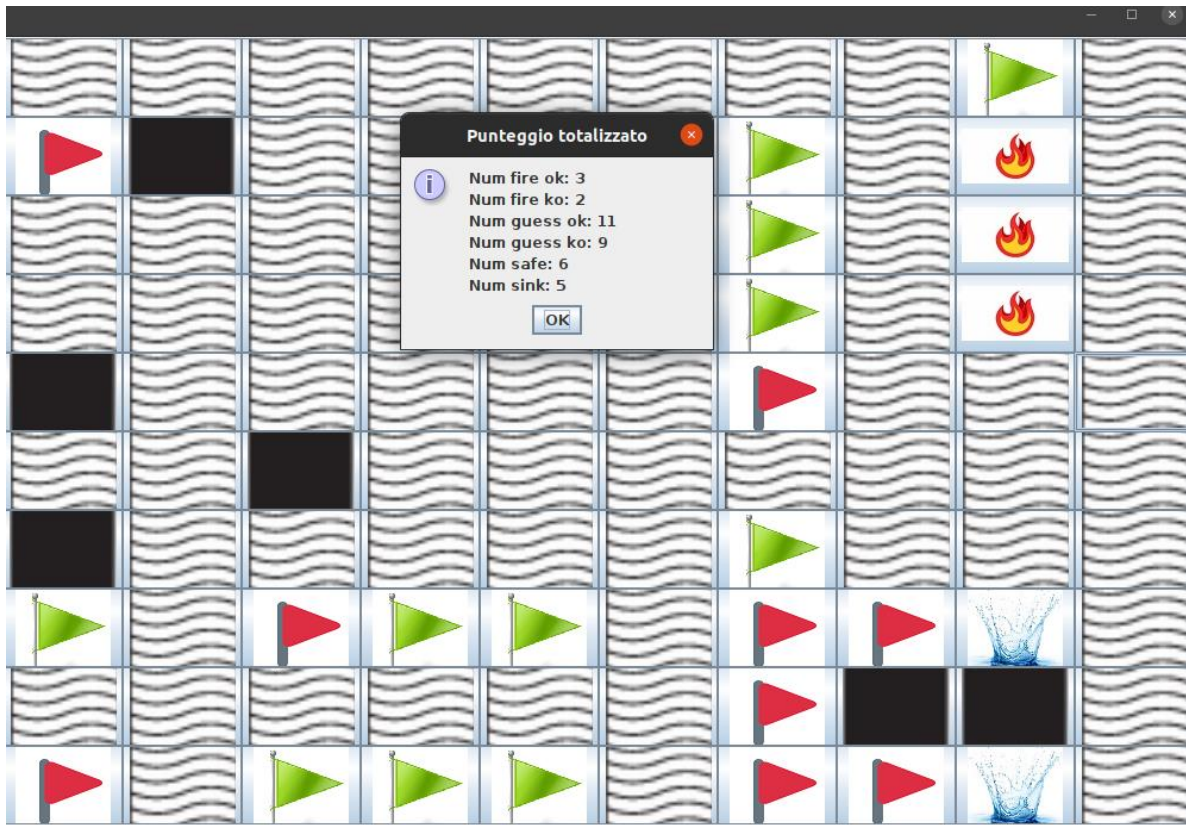 Punteggio totalizzato
Num fire ok: 3
Num fire ko: 2
Num guess ok: 11
Num guess ko: 9
Num safe: 6
Num sink: 5
OK